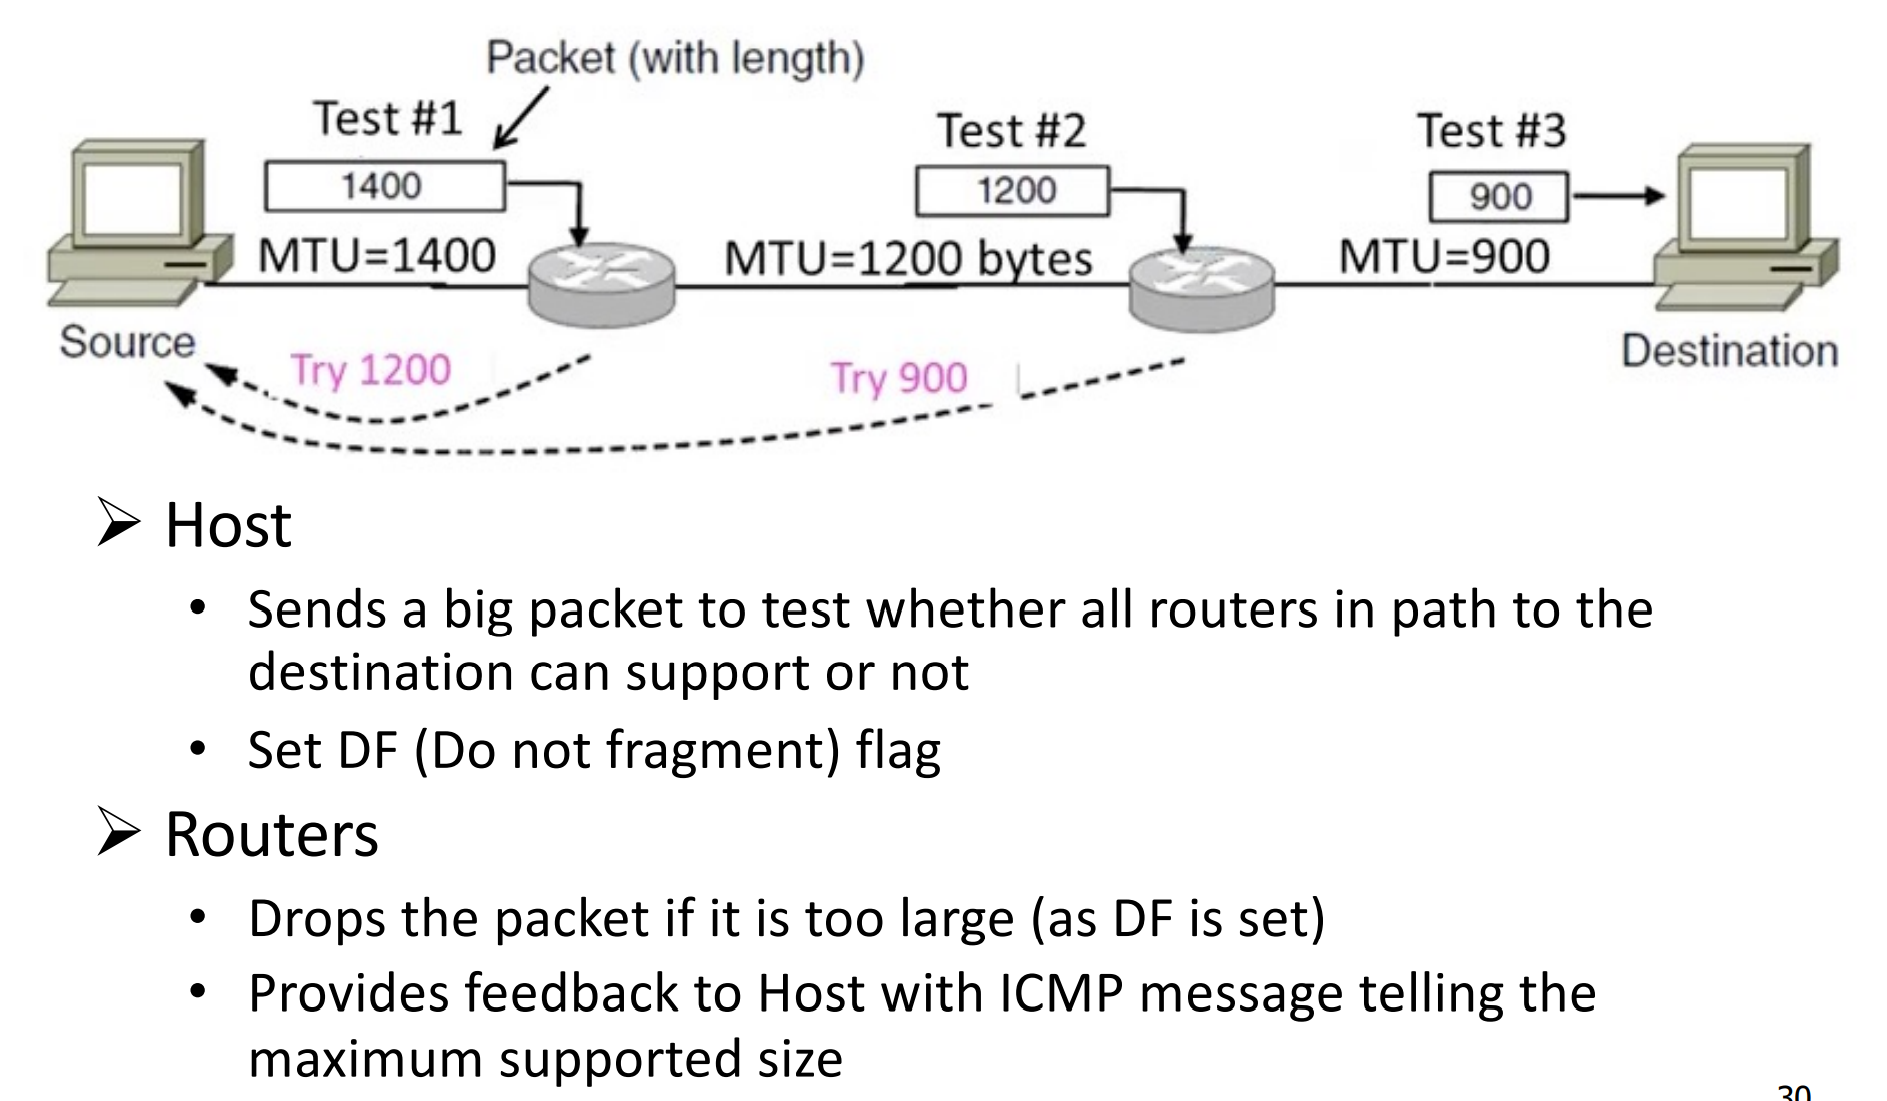 Packet (with length)
Test #1
Test #2
Test #3
1400
1200
900
MTU=1400
MTU=1200 bytes
MTU=900
Source
Try 1200
Try 900
Destination
➢ Host
• Sends a big packet to test whether all routers in path to the
destination can support or not
• Set DF (Do not fragment) flag
➢ Routers
• Drops the packet if it is too large (as DF is set)
• Provides feedback to Host with ICMP message telling the
maximum supported size
30